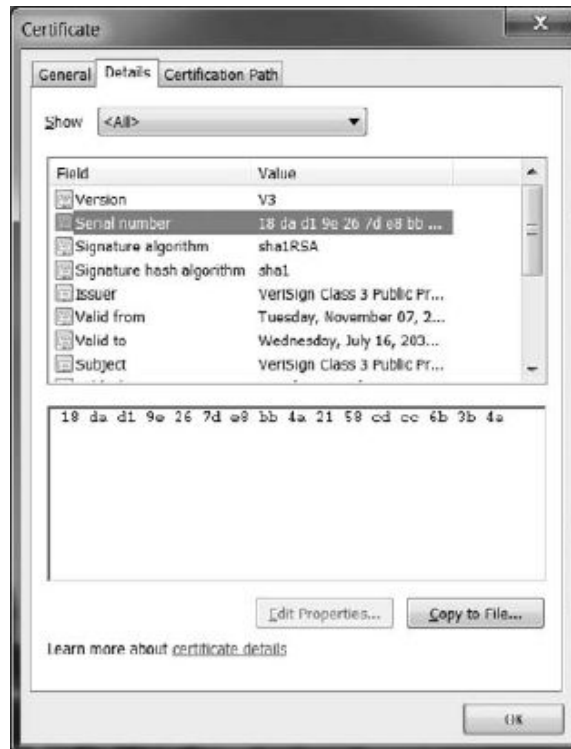 Certificate
General Details Certification Path
Show <All>
Field Value
Version V3
Serial number 18 da d1 9e 26 7d e8 bb ...
Signature algorithm sha1RSA
Signature hash algorithm sha1
Issuer VeriSign Class 3 Public Pr...
Valid from Tuesday, November 07, 2...
Valid to Wednesday, July 16, 203...
Subject VeriSign Class 3 Public Pr...
18 da d1 9e 26 7d e8 bb 4a 21 58 cd cc 6b 3b 4a
Edit Properties... Copy to File...
Learn more about certificate details
OK